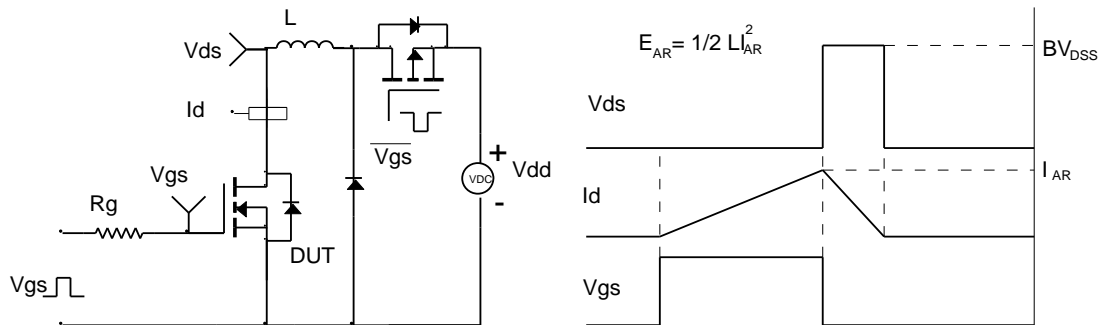 L
Vds
Id
Vgs
Vgs
+
VDC
Vdd
-
Rg
DUT
Vgs
E_AR = 1/2 LI_AR^2
BV_DSS
Vds
I_AR
Id
Vgs